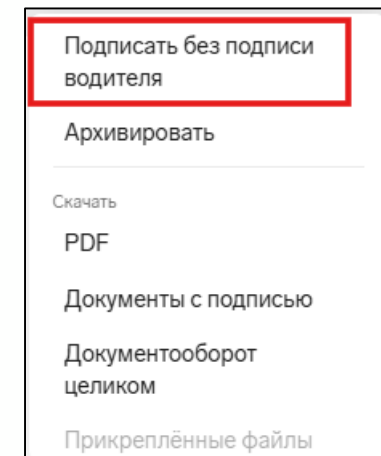 Подписать без подписи
водителя
Архивировать
Скачать
PDF
Документы с подписью
Документооборот
целиком
Прикреплённые файлы